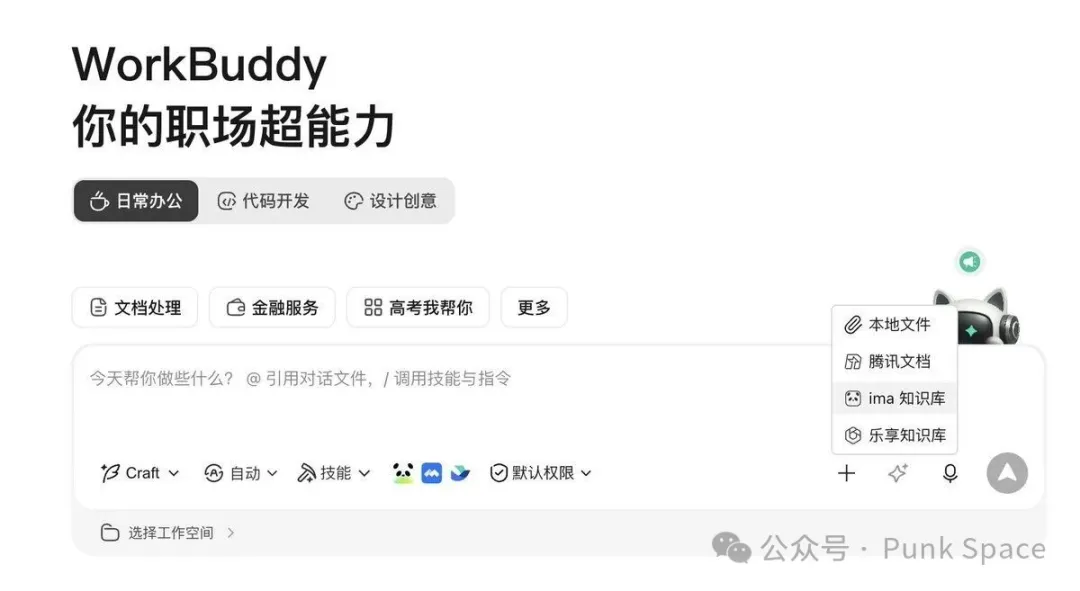 WorkBuddy
你的职场超能力
日常办公 代码开发 设计创意
文档处理 金融服务 高考我帮你 更多
本地文件
腾讯文档
ima 知识库
乐享知识库
今天帮你做些什么? @ 引用对话文件, / 调用技能与指令
Craft 自动 技能 默认权限
选择工作空间
公众号 · Punk Space